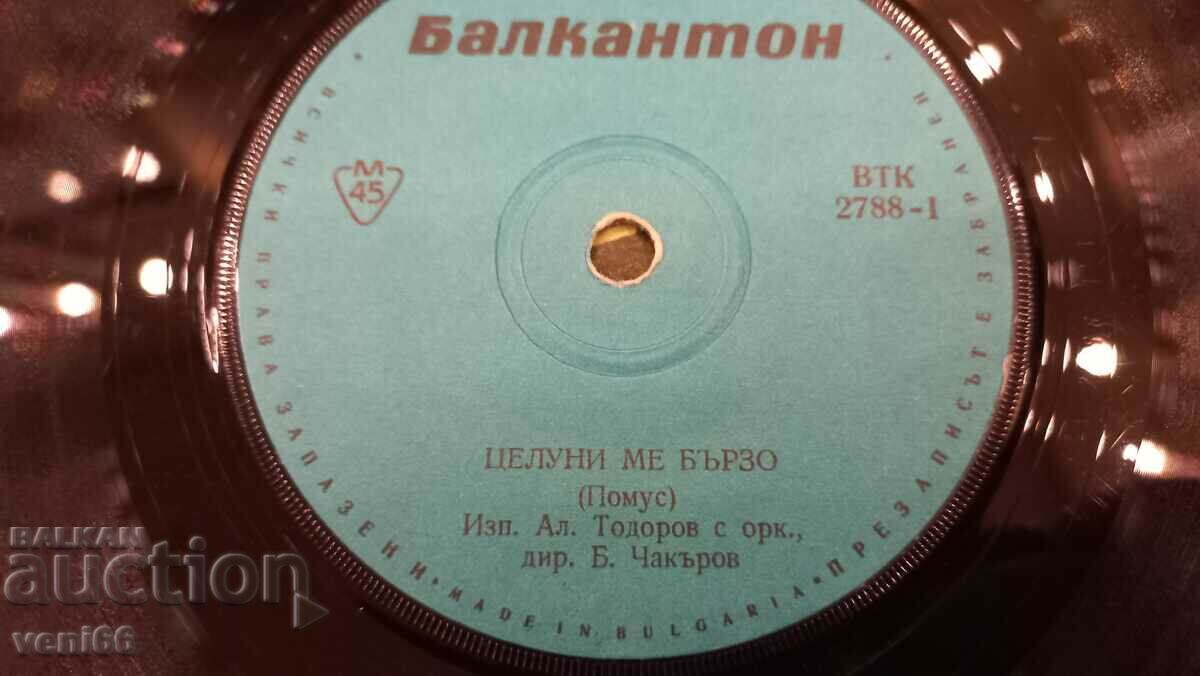 Балкантон
М
45
ВТК
2788-1
ЦЕЛУНИ МЕ БЪРЗО
(Помус)
Изп. Ал. Тодоров с орк.,
дир. Б. Чакъров
ВСИЧКИ ПРАВА ЗАПАЗЕНИ • MADE IN BULGARIA • ПРЕЗАПИСЪТ Е ЗАБРАНЕН
BALKAN
auction
veni66